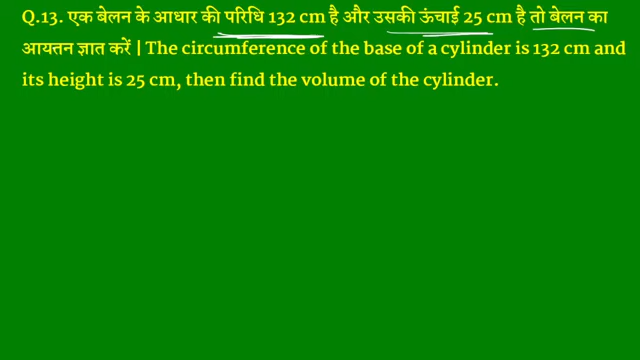 Q.13. एक बेलन के आधार की परिधि 132 cm है और उसकी ऊंचाई 25 cm है तो बेलन का
आयतन ज्ञात करें | The circumference of the base of a cylinder is 132 cm and
its height is 25 cm, then find the volume of the cylinder.